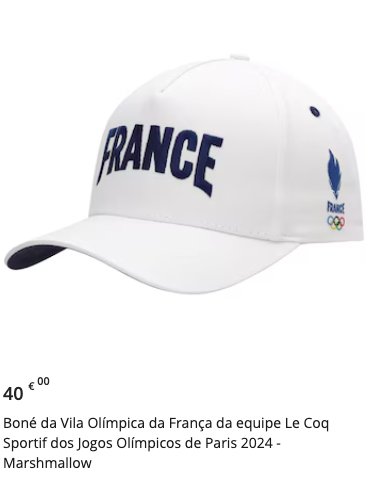 FRANCE
FRANCE
40 € 00
Boné da Vila Olímpica da França da equipe Le Coq
Sportif dos Jogos Olímpicos de Paris 2024 -
Marshmallow